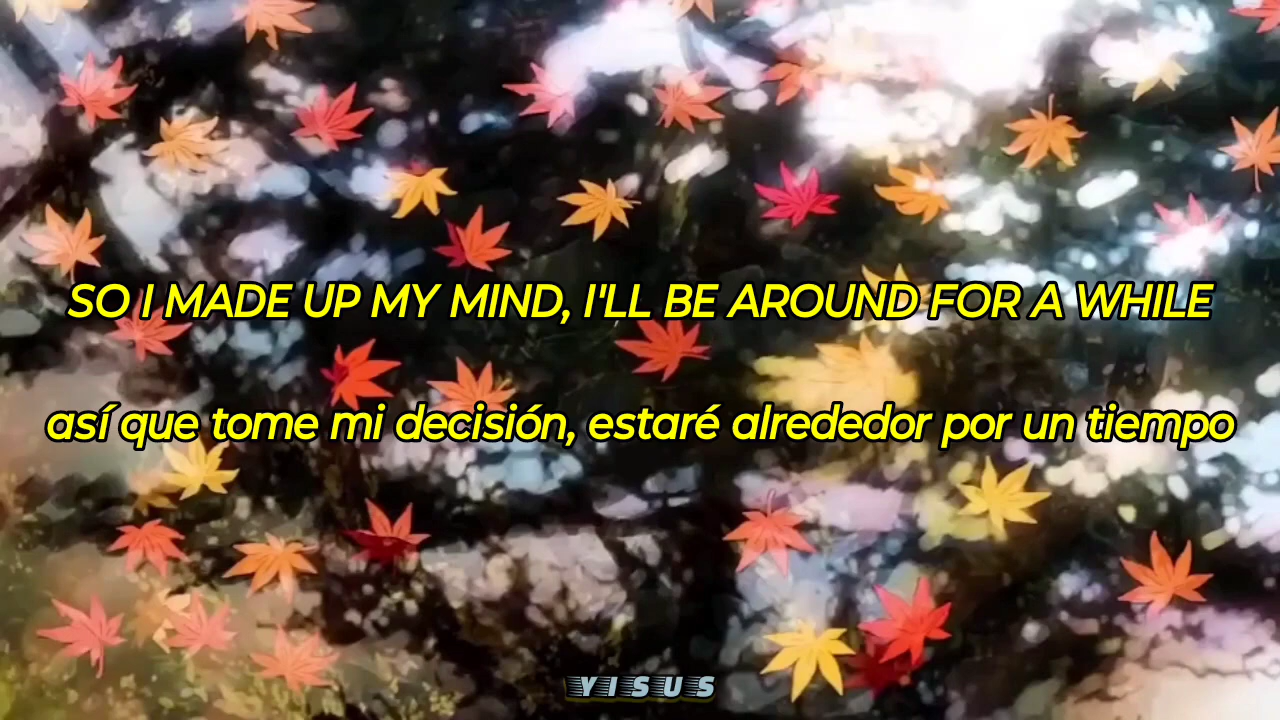 SO I MADE UP MY MIND, I'LL BE AROUND FOR A WHILE
así que tome mi decisión, estaré alrededor por un tiempo
YISUS